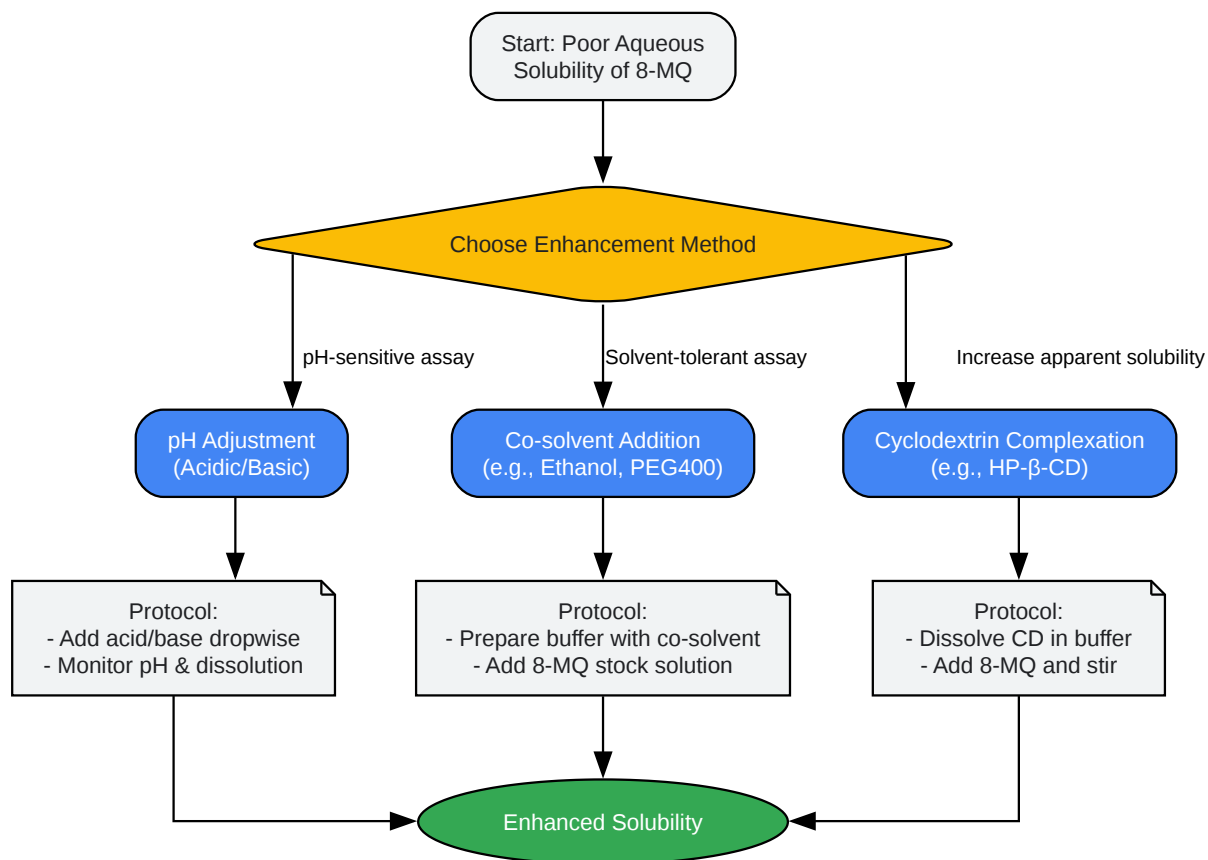 Start: Poor Aqueous
Solubility of 8-MQ
Choose Enhancement Method
pH-sensitive assay
Solvent-tolerant assay
Increase apparent solubility
pH Adjustment
(Acidic/Basic)
Co-solvent Addition
(e.g., Ethanol, PEG400)
Cyclodextrin Complexation
(e.g., HP-β-CD)
Protocol:
- Add acid/base dropwise
- Monitor pH & dissolution
Protocol:
- Prepare buffer with co-solvent
- Add 8-MQ stock solution
Protocol:
- Dissolve CD in buffer
- Add 8-MQ and stir
Enhanced Solubility